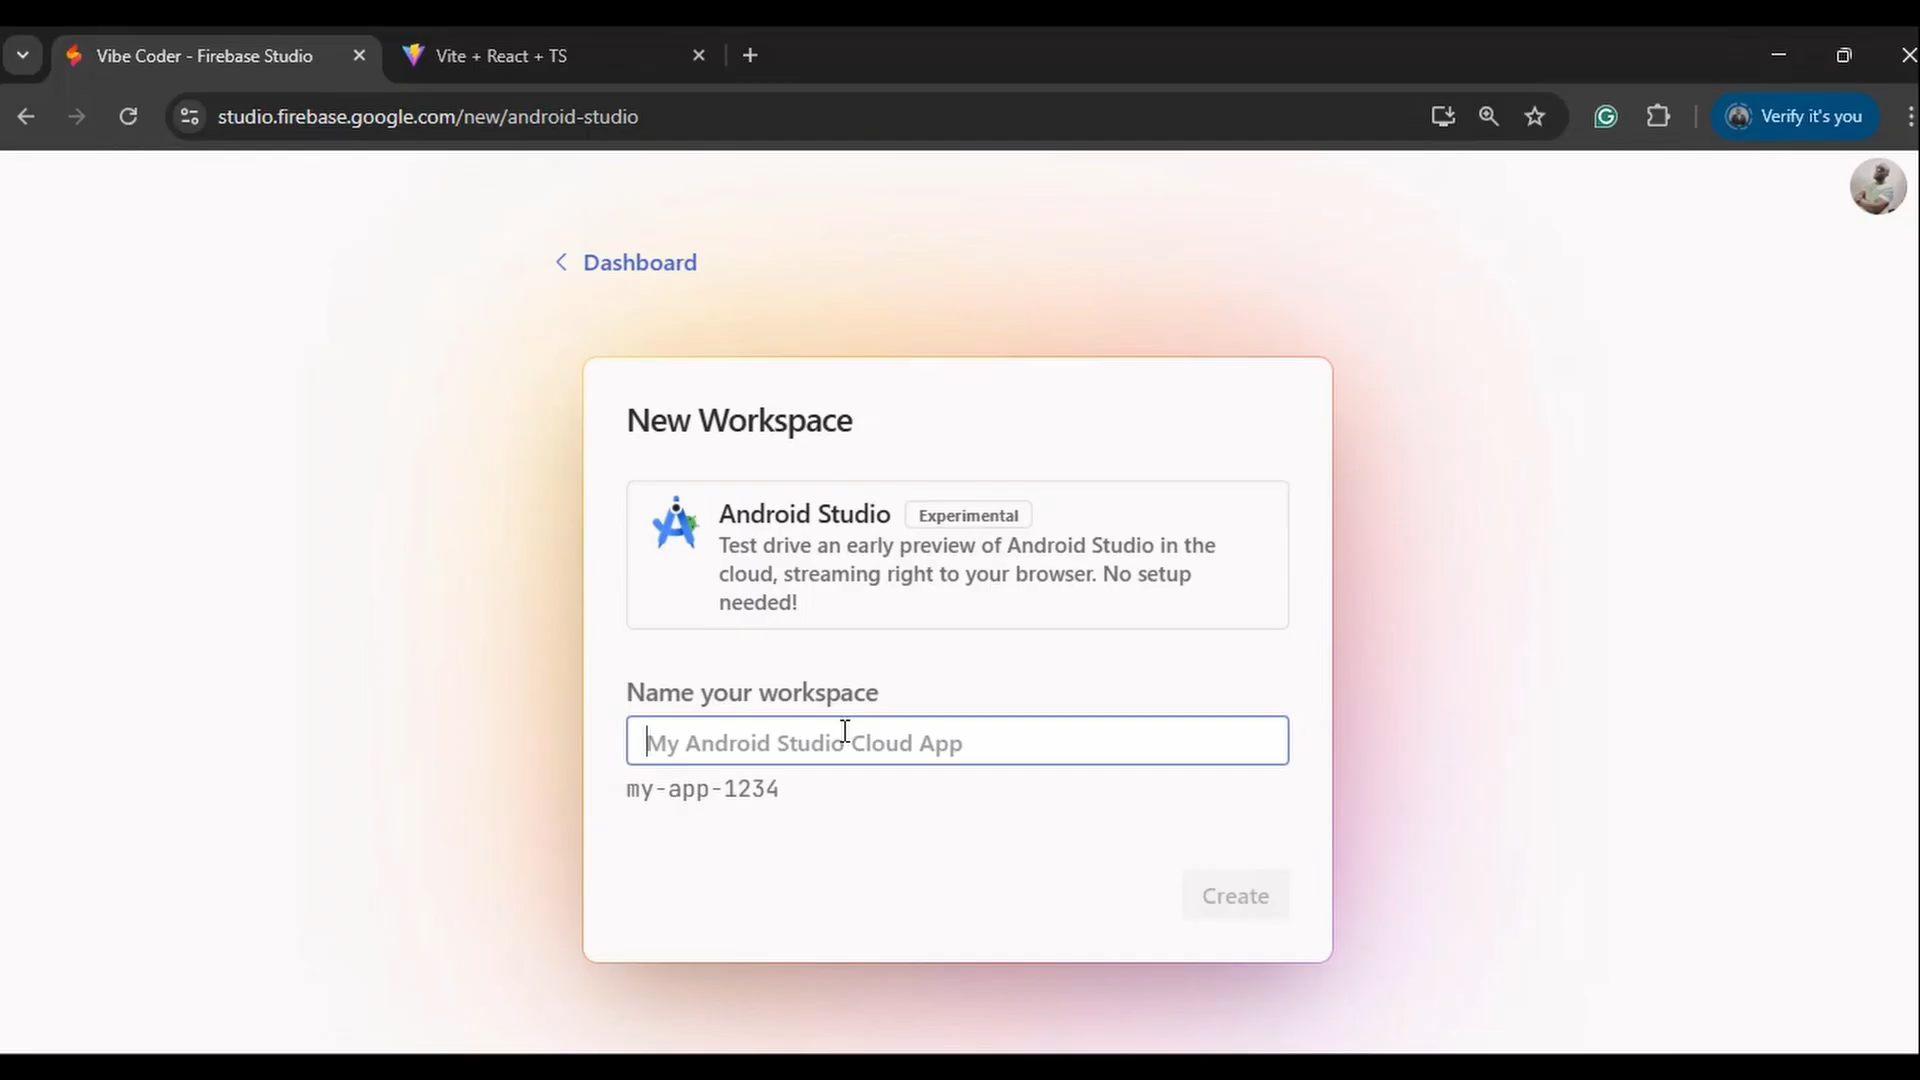 Vibe Coder - Firebase Studio
Vite + React + TS
studio.firebase.google.com/new/android-studio
Verify it's you
Dashboard
New Workspace
Android Studio
Experimental
Test drive an early preview of Android Studio in the
cloud, streaming right to your browser. No setup
needed!
Name your workspace
My Android Studio Cloud App
my-app-1234
Create